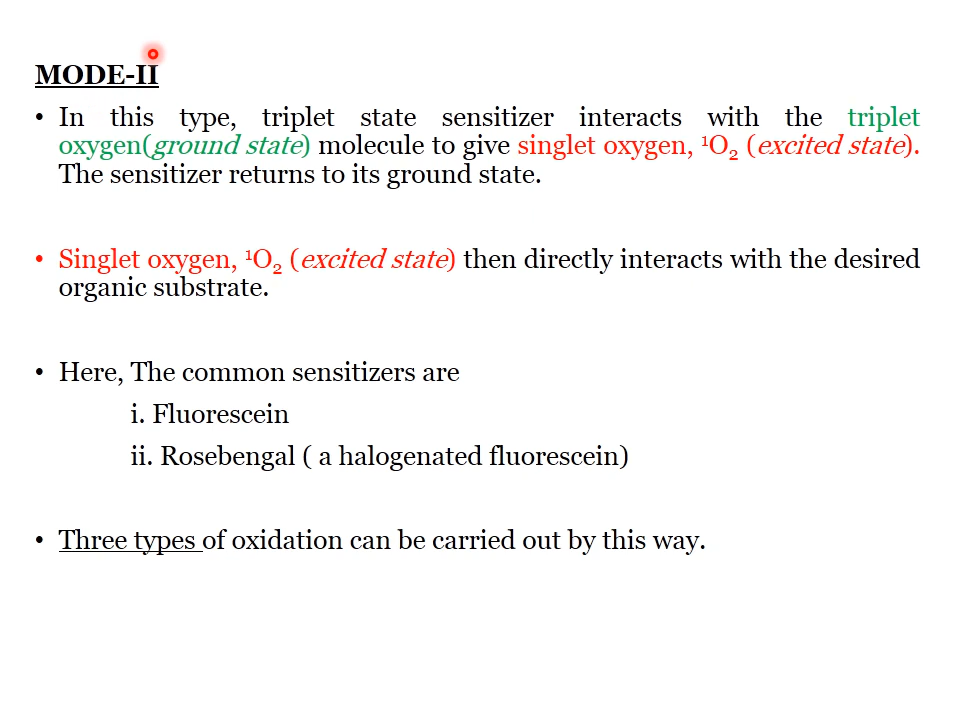 MODE-II
• In this type, triplet state sensitizer interacts with the triplet
oxygen(ground state) molecule to give singlet oxygen, ¹O₂ (excited state).
The sensitizer returns to its ground state.
• Singlet oxygen, ¹O₂ (excited state) then directly interacts with the desired
organic substrate.
• Here, The common sensitizers are
i. Fluorescein
ii. Rosebengal ( a halogenated fluorescein)
• Three types of oxidation can be carried out by this way.